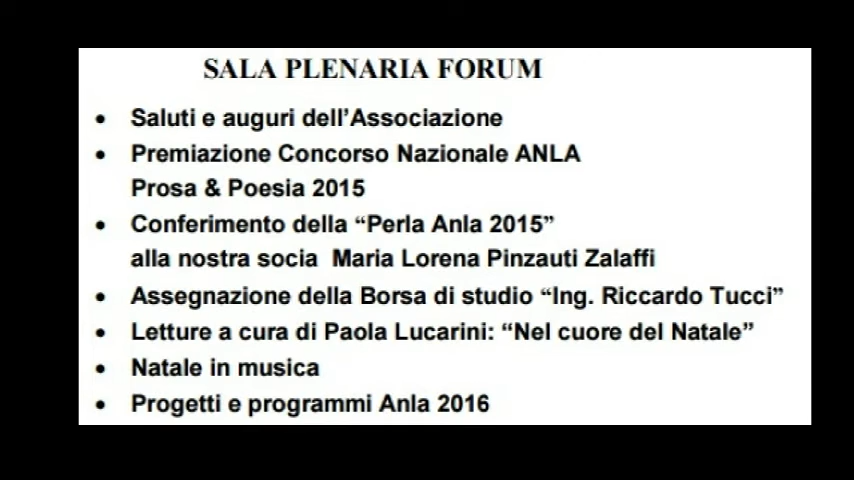 SALA PLENARIA FORUM
• Saluti e auguri dell’Associazione
• Premiazione Concorso Nazionale ANLA
Prosa & Poesia 2015
• Conferimento della “Perla Anla 2015”
alla nostra socia Maria Lorena Pinzauti Zalaffi
• Assegnazione della Borsa di studio “Ing. Riccardo Tucci”
• Letture a cura di Paola Lucarini: “Nel cuore del Natale”
• Natale in musica
• Progetti e programmi Anla 2016